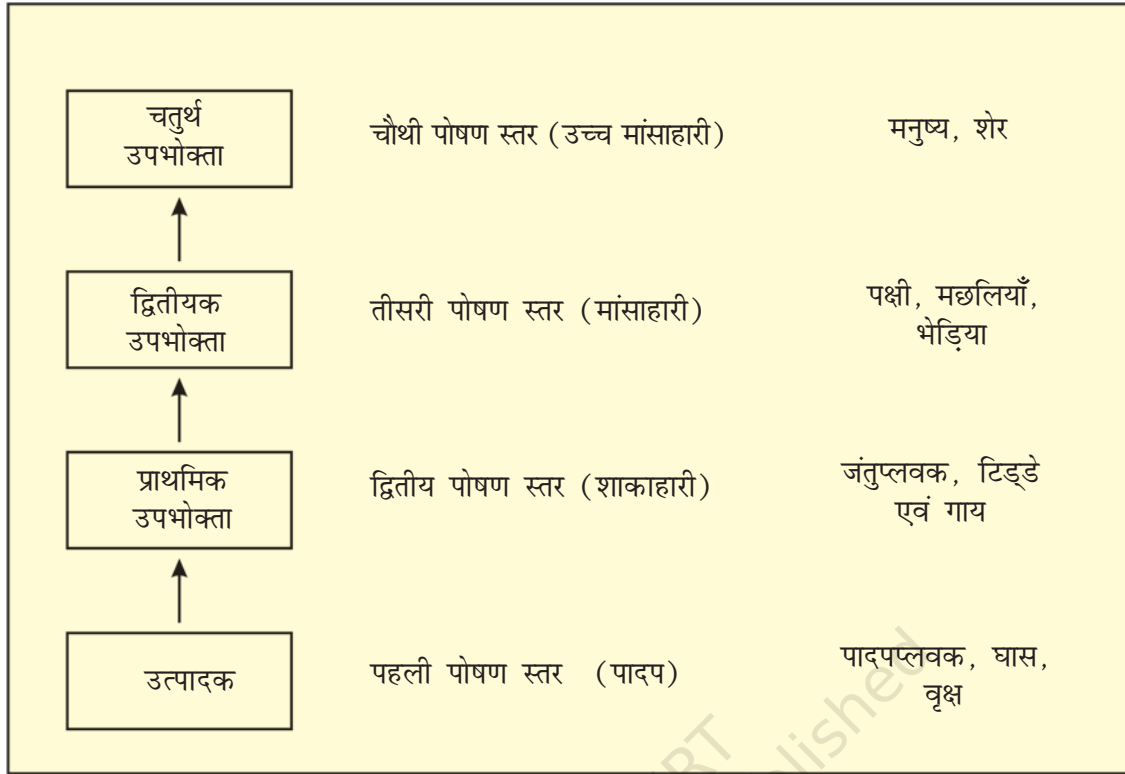 चतुर्थ
उपभोक्ता
चौथी पोषण स्तर (उच्च मांसाहारी)
मनुष्य, शेर
द्वितीयक
उपभोक्ता
तीसरी पोषण स्तर (मांसाहारी)
पक्षी, मछलियाँ,
भेड़िया
प्राथमिक
उपभोक्ता
द्वितीय पोषण स्तर (शाकाहारी)
जंतुप्लवक, टिड्डे
एवं गाय
उत्पादक
पहली पोषण स्तर (पादप)
पादपप्लवक, घास,
वृक्ष